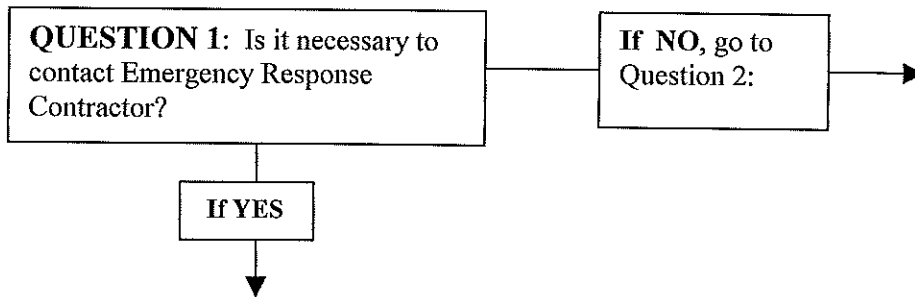 QUESTION 1: Is it necessary to
contact Emergency Response
Contractor?
If NO, go to
Question 2:
If YES